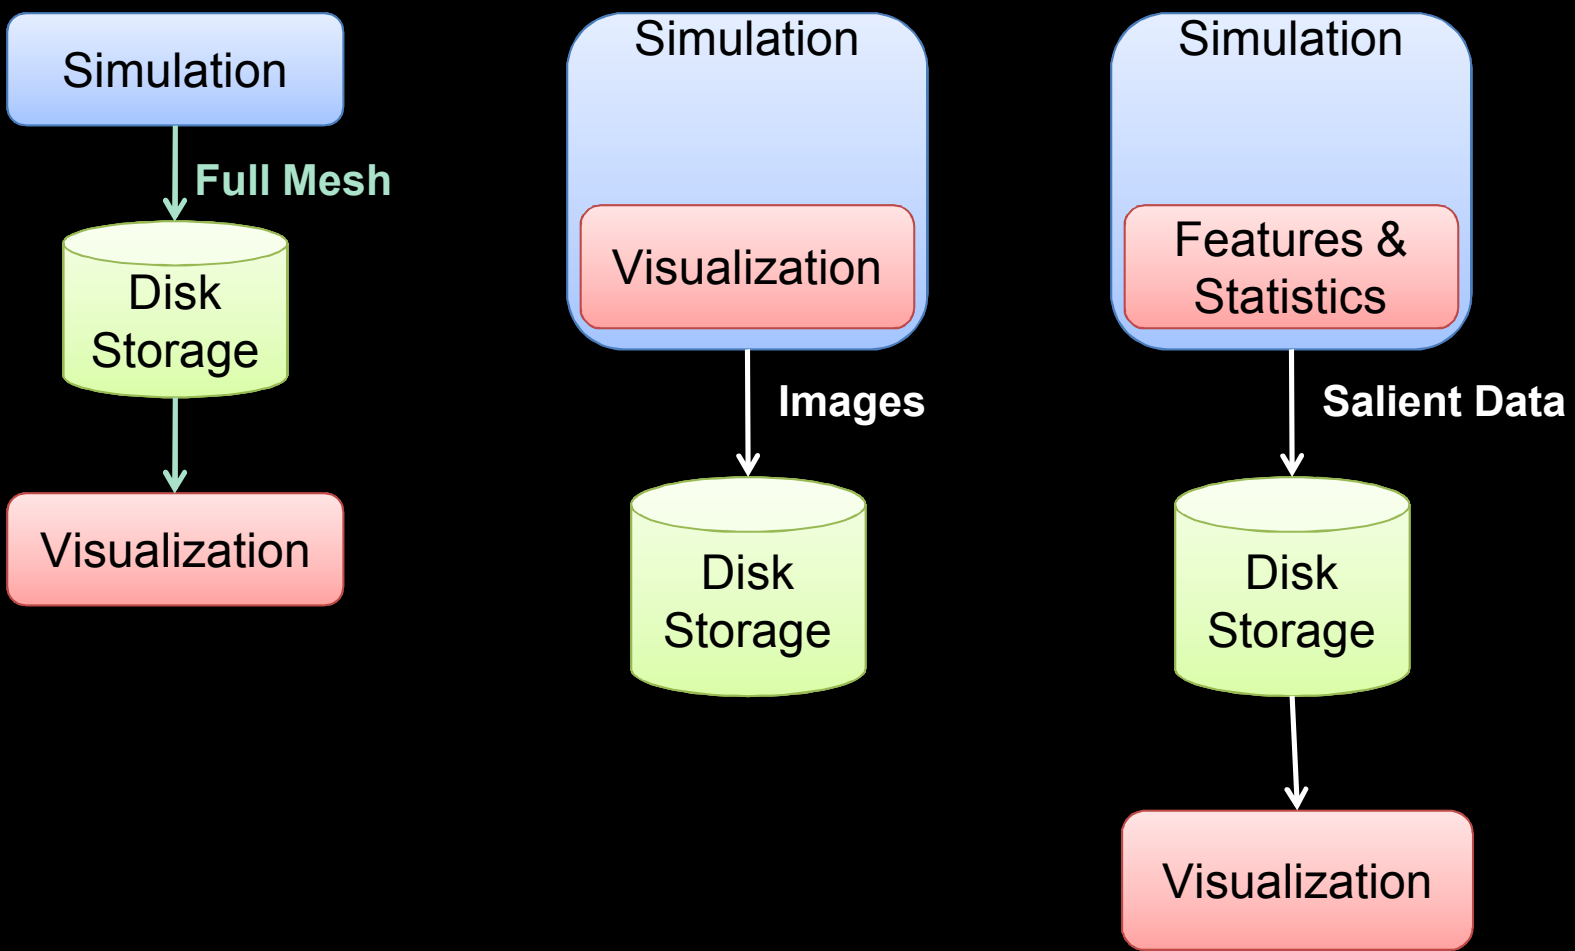 Simulation
Full Mesh
Disk
Storage
Visualization
Simulation
Visualization
Images
Disk
Storage
Simulation
Features &
Statistics
Salient Data
Disk
Storage
Visualization